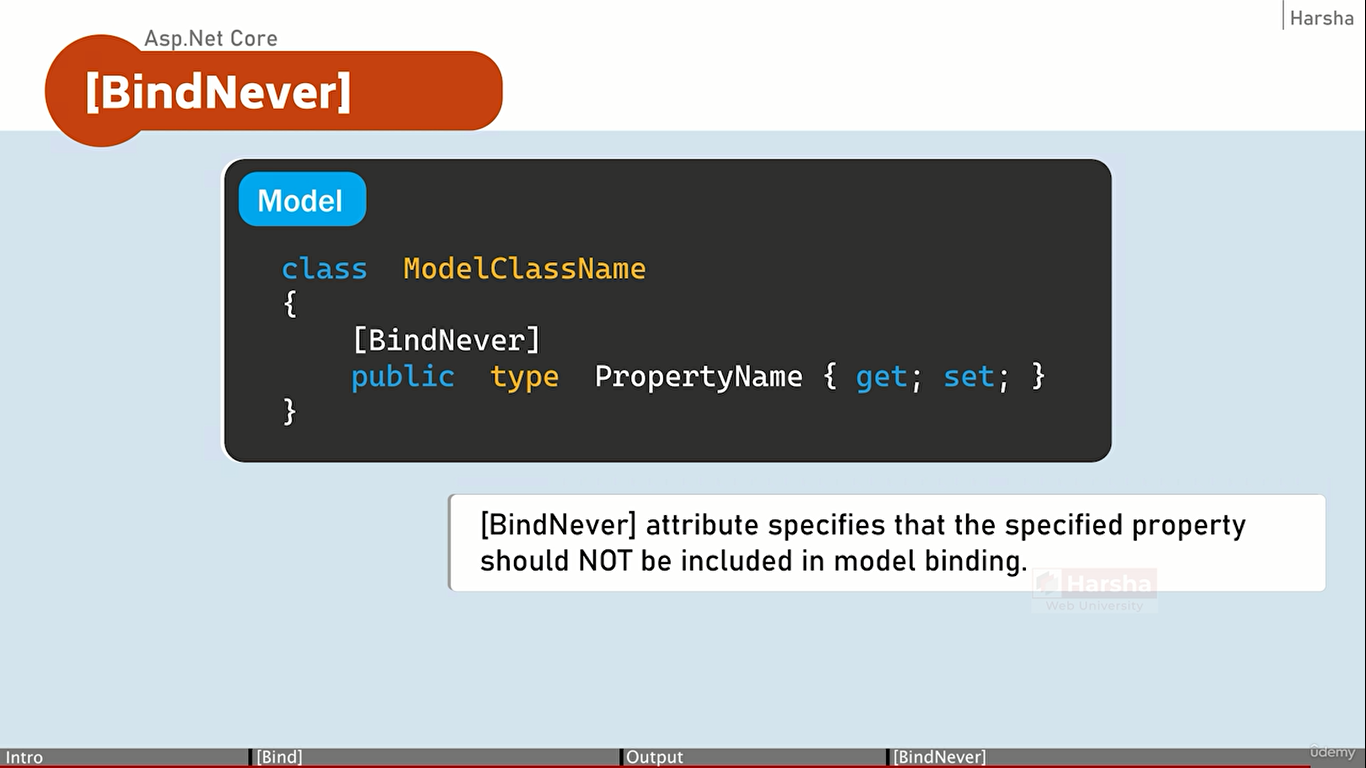 Harsha
Asp.Net Core
[BindNever]
Model
class ModelClassName
{
[BindNever]
public type PropertyName { get; set; }
}
[BindNever] attribute specifies that the specified property
should NOT be included in model binding.
Harsha
Web University
Intro
[Bind]
Output
[BindNever]
ûdemy